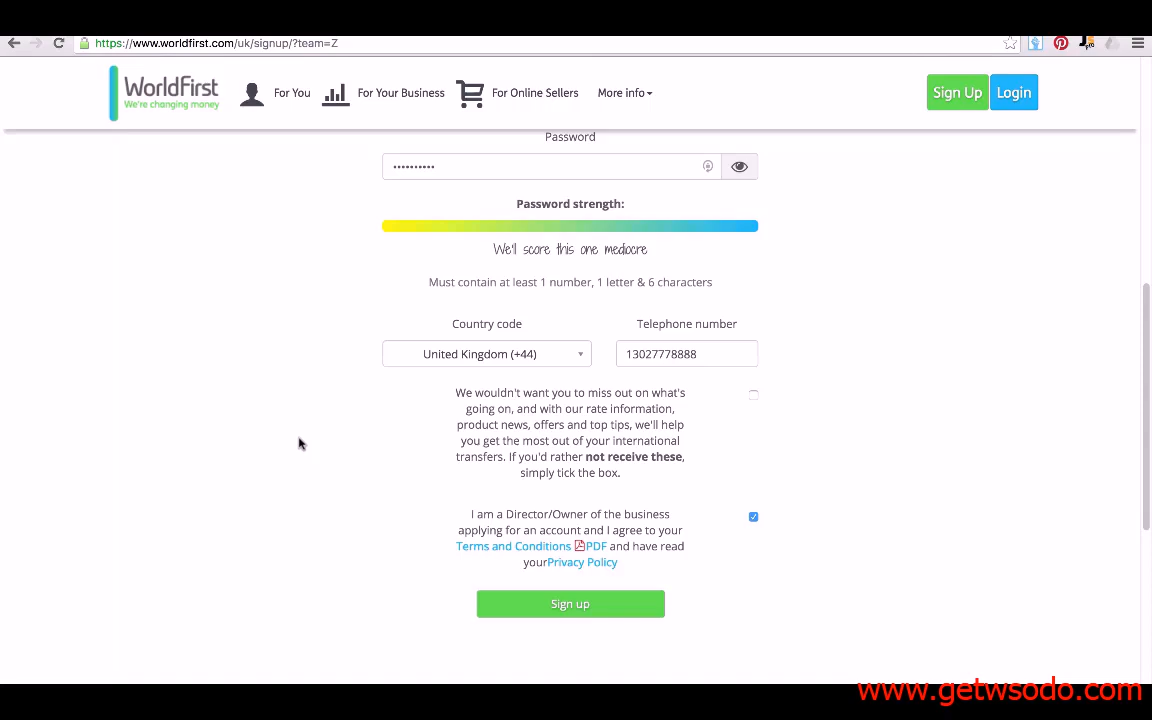 https://www.worldfirst.com/uk/signup/?team=Z
WorldFirst
We're changing money
For You
For Your Business
For Online Sellers
More info
Sign Up
Login
Password
••••••••••
Password strength:
We'll score this one mediocre
Must contain at least 1 number, 1 letter & 6 characters
Country code
Telephone number
United Kingdom (+44)
13027778888
We wouldn't want you to miss out on what's
going on, and with our rate information,
product news, offers and top tips, we'll help
you get the most out of your international
transfers. If you'd rather not receive these,
simply tick the box.
I am a Director/Owner of the business
applying for an account and I agree to your
Terms and Conditions PDF and have read
yourPrivacy Policy
Sign up
www.getwsodo.com